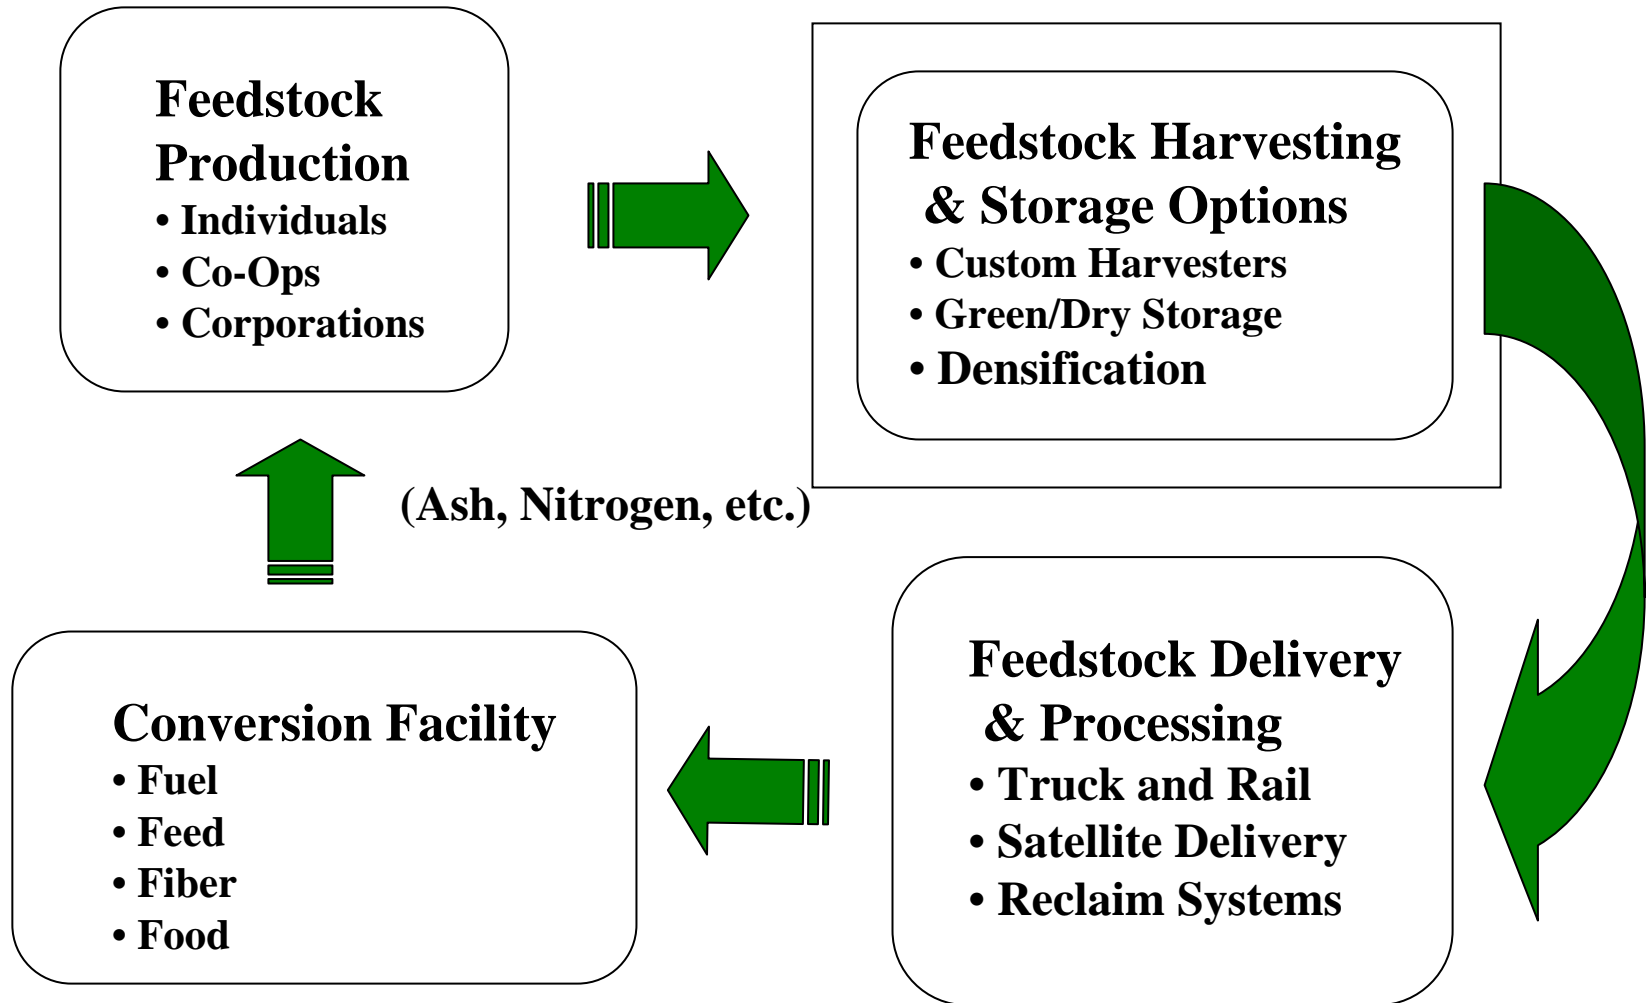 Feedstock
Production
• Individuals
• Co-Ops
• Corporations
Feedstock Harvesting
& Storage Options
• Custom Harvesters
• Green/Dry Storage
• Densification
(Ash, Nitrogen, etc.)
Feedstock Delivery
& Processing
• Truck and Rail
• Satellite Delivery
• Reclaim Systems
Conversion Facility
• Fuel
• Feed
• Fiber
• Food